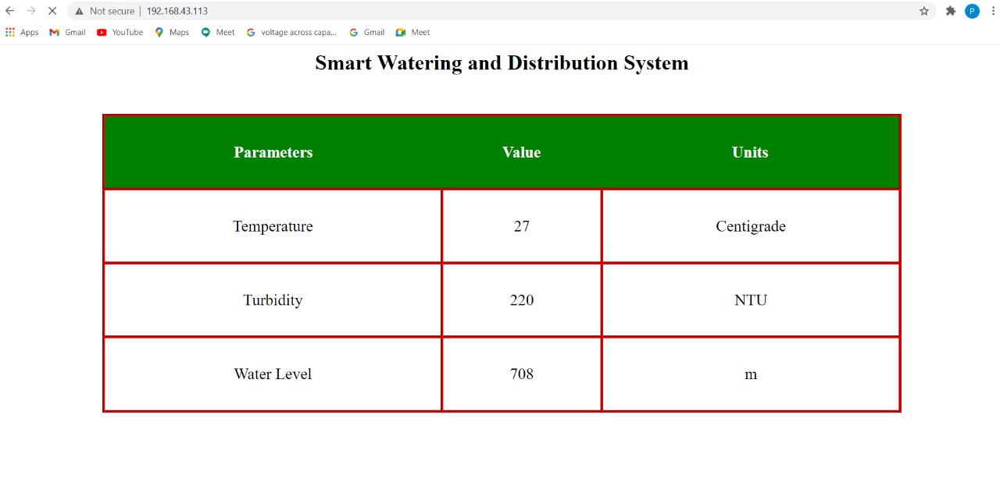 Not secure | 192.168.43.113 P
Apps Gmail YouTube Maps Meet voltage across capa... Gmail Meet
Smart Watering and Distribution System
Parameters Value Units
Temperature 27 Centigrade
Turbidity 220 NTU
Water Level 708 m